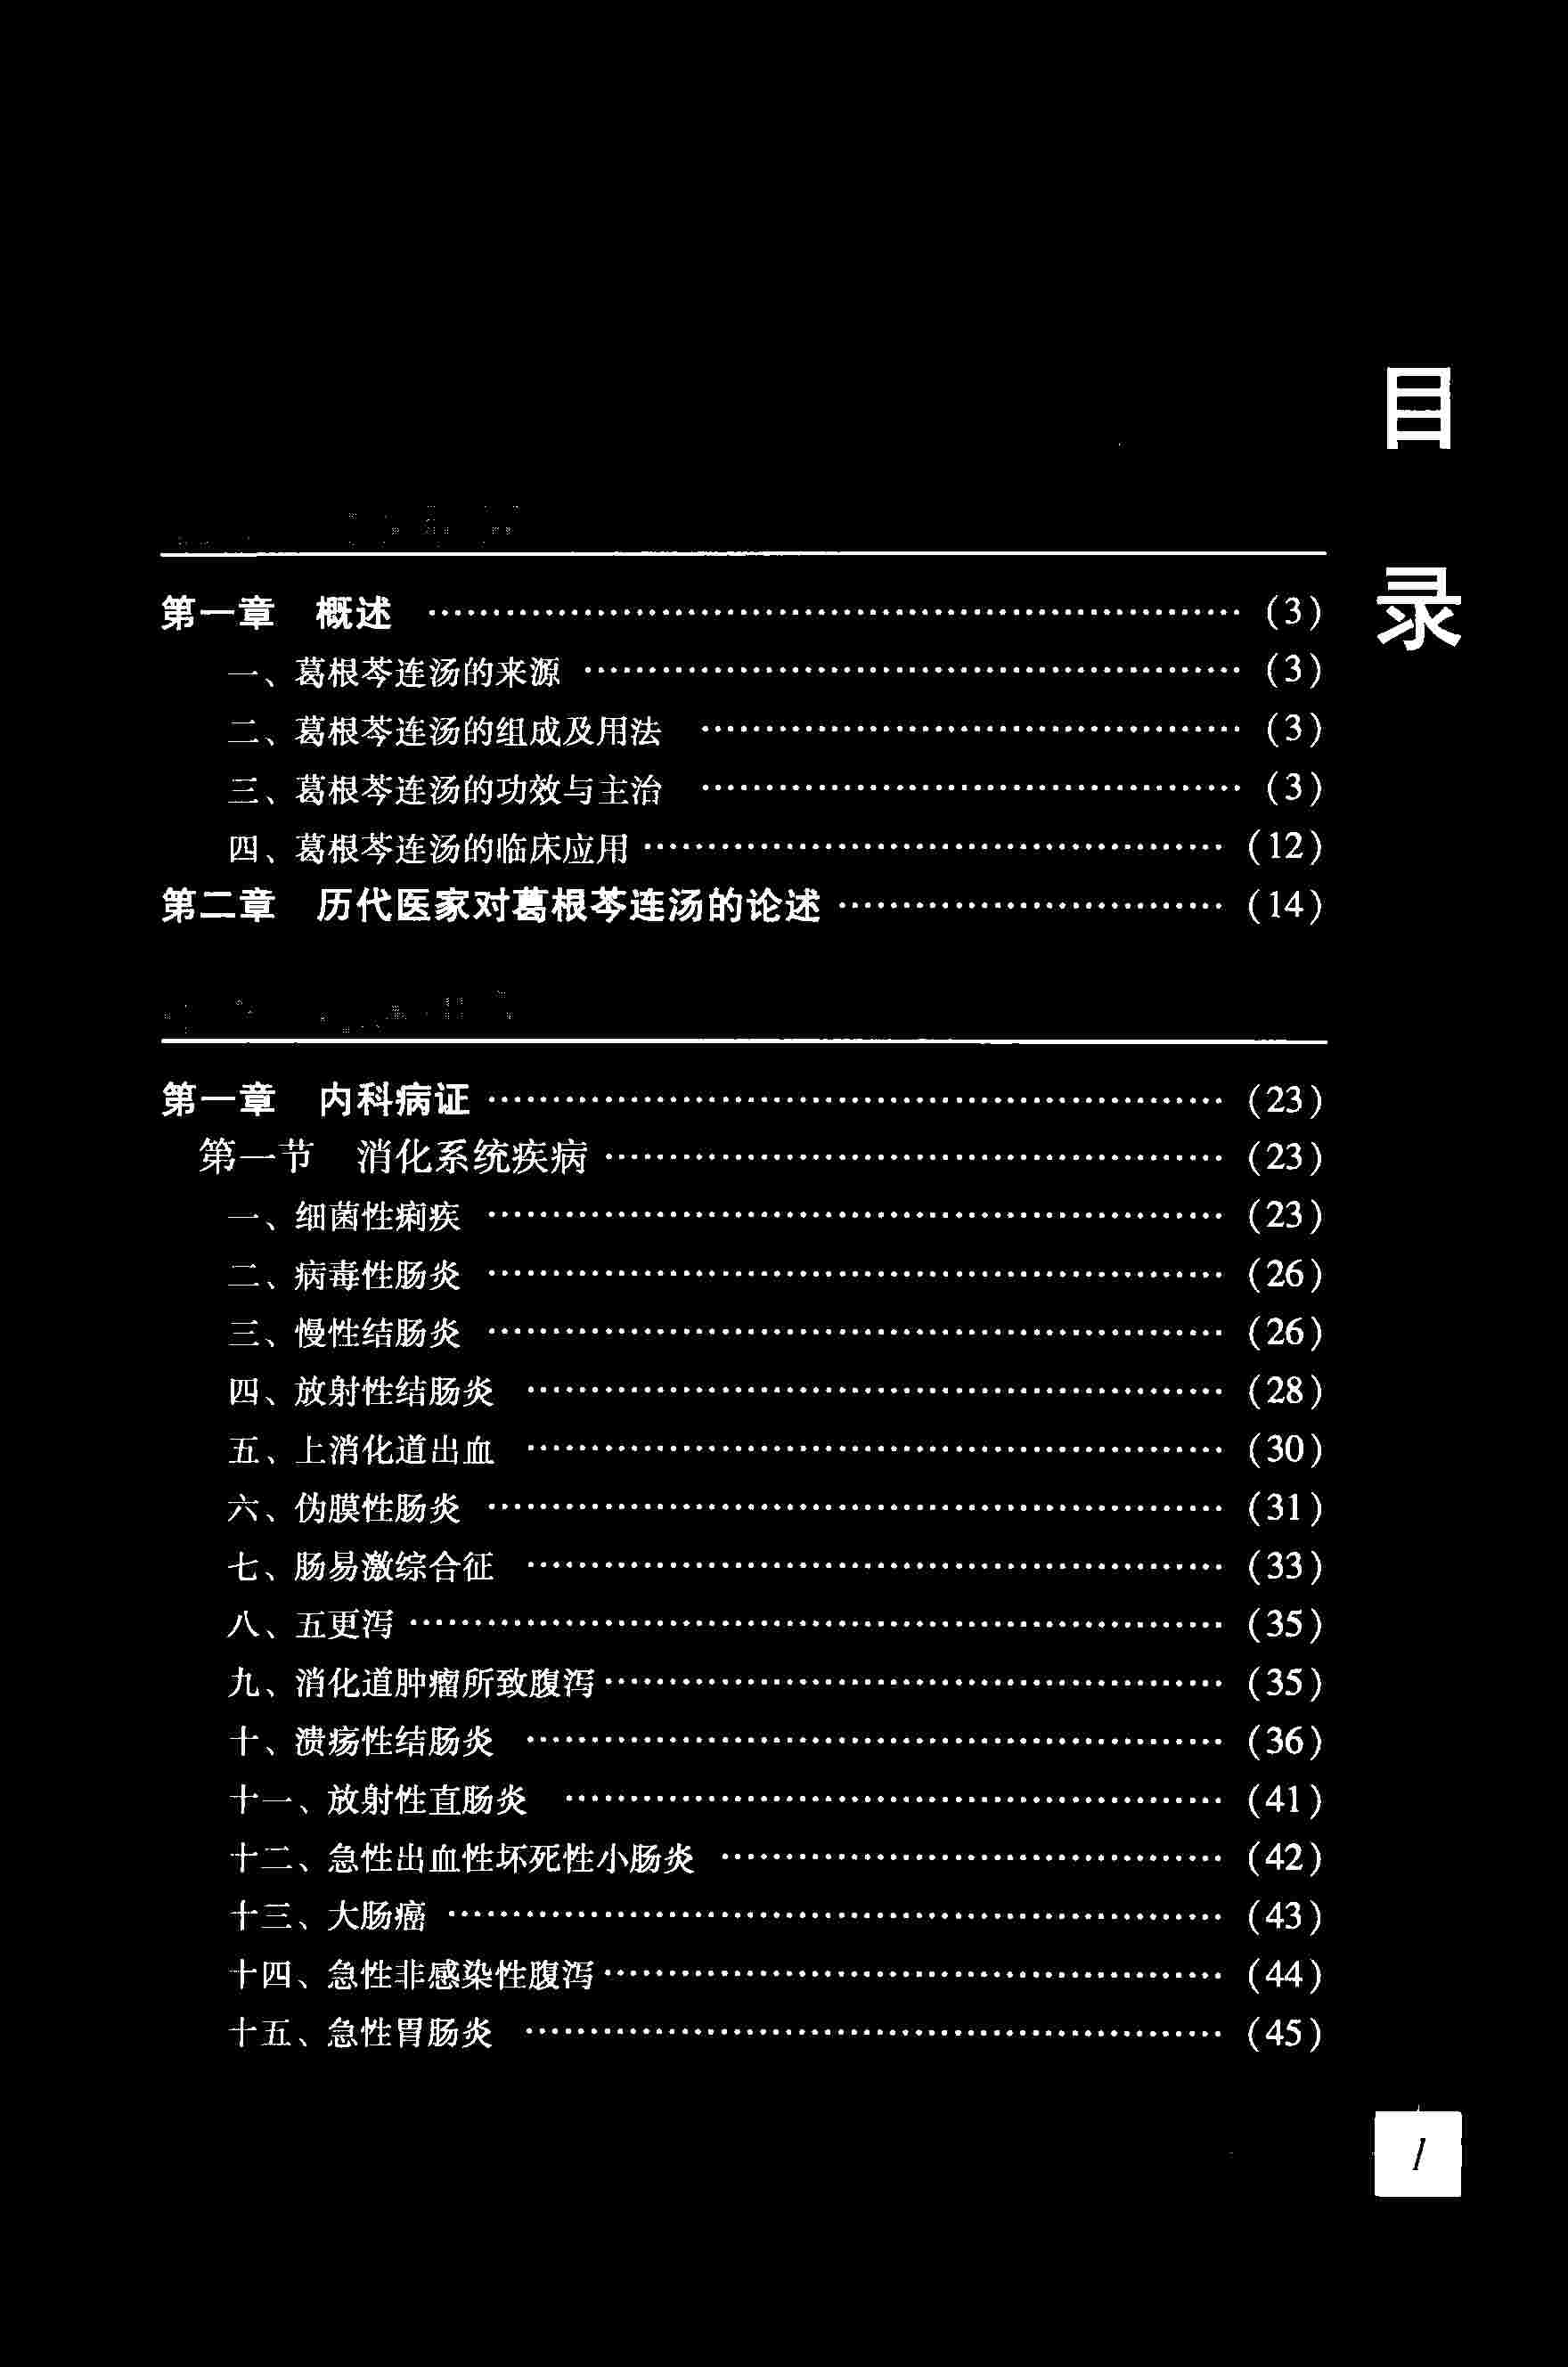 目录
第一章 概述 ……………………………………………… (3)
一、葛根芩连汤的来源 ……………………………………… (3)
二、葛根芩连汤的组成及用法 ……………………………… (3)
三、葛根芩连汤的功效与主治 ……………………………… (3)
四、葛根芩连汤的临床应用 ………………………………… (12)
第二章 历代医家对葛根芩连汤的论述 …………………… (14)
第一章 内科病证 …………………………………………… (23)
第一节 消化系统疾病 ……………………………………… (23)
一、细菌性痢疾 …………………………………………… (23)
二、病毒性肠炎 …………………………………………… (26)
三、慢性结肠炎 …………………………………………… (26)
四、放射性结肠炎 ………………………………………… (28)
五、上消化道出血 ………………………………………… (30)
六、伪膜性肠炎 …………………………………………… (31)
七、肠易激综合征 ………………………………………… (33)
八、五更泻 ………………………………………………… (35)
九、消化道肿瘤所致腹泻 ………………………………… (35)
十、溃疡性结肠炎 ………………………………………… (36)
十一、放射性直肠炎 ……………………………………… (41)
十二、急性出血性坏死性小肠炎 ………………………… (42)
十三、大肠癌 ……………………………………………… (43)
十四、急性非感染性腹泻 ………………………………… (44)
十五、急性胃肠炎 ………………………………………… (45)
1